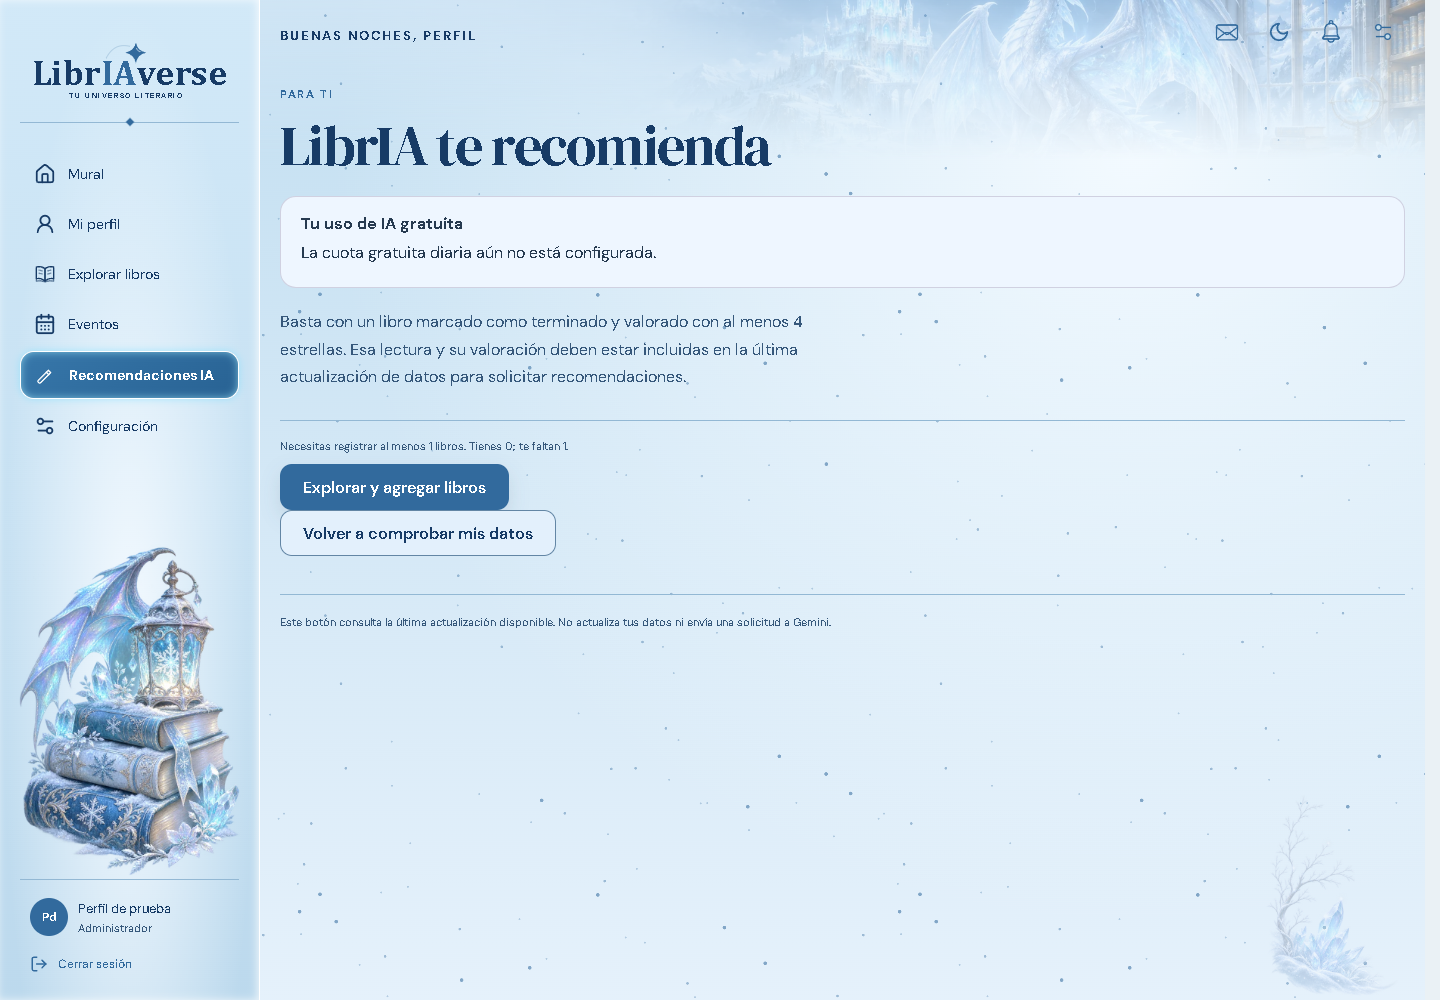 LibrIAverse
TU UNIVERSO LITERARIO
Mural
Mi perfil
Explorar libros
Eventos
Recomendaciones IA
Configuración
Perfil de prueba
Pd
Administrador
Cerrar sesión
BUENAS NOCHES, PERFIL
PARA TI
LibrIA te recomienda
Tu uso de IA gratuita
La cuota gratuita diaria aún no está configurada.
Basta con un libro marcado como terminado y valorado con al menos 4
estrellas. Esa lectura y su valoración deben estar incluidas en la última
actualización de datos para solicitar recomendaciones.
Necesitas registrar al menos 1 libros. Tienes 0; te faltan 1.
Explorar y agregar libros
Volver a comprobar mis datos
Este botón consulta la última actualización disponible. No actualiza tus datos ni envía una solicitud a Gemini.